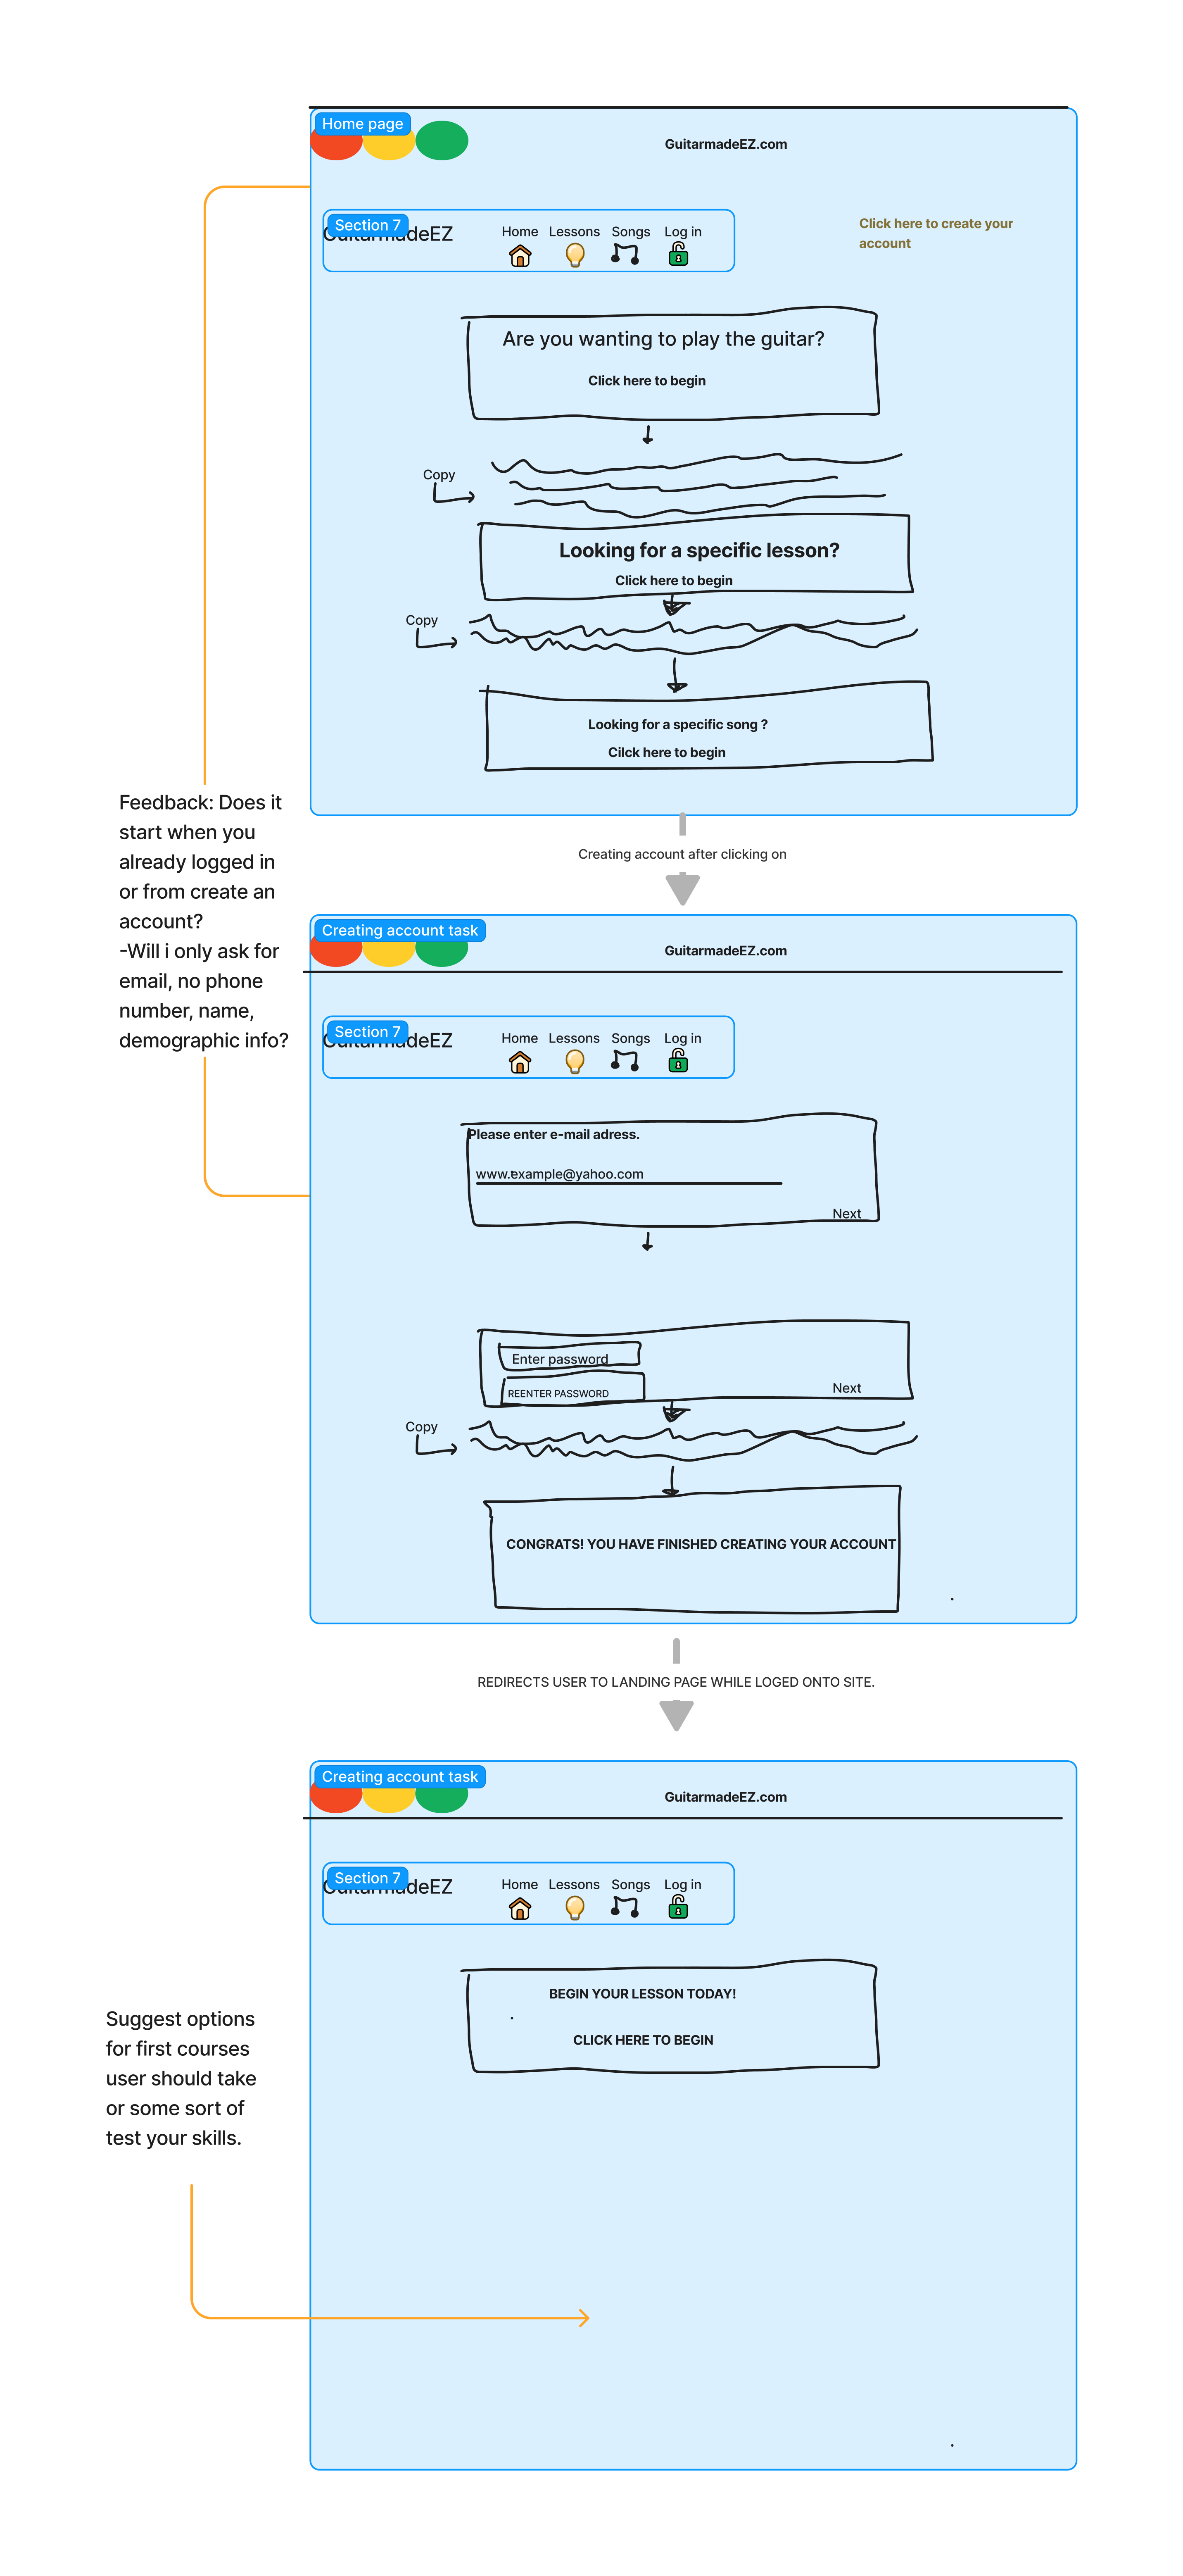 Home page
GuitarmadeEZ.com
Section 7
GuitarmadeEZ
Home Lessons Songs Log in
Click here to create your
account
Are you wanting to play the guitar?
Click here to begin
Copy
Looking for a specific lesson?
Click here to begin
Copy
Looking for a specific song ?
Cilck here to begin
Feedback: Does it
start when you
already logged in
or from create an
account?
-Will i only ask for
email, no phone
number, name,
demographic info?
Creating account after clicking on
Creating account task
GuitarmadeEZ.com
Section 7
GuitarmadeEZ
Home Lessons Songs Log in
Please enter e-mail adress.
www.example@yahoo.com
Next
Enter password
REENTER PASSWORD
Next
Copy
CONGRATS! YOU HAVE FINISHED CREATING YOUR ACCOUNT
REDIRECTS USER TO LANDING PAGE WHILE LOGED ONTO SITE.
Creating account task
GuitarmadeEZ.com
Section 7
GuitarmadeEZ
Home Lessons Songs Log in
BEGIN YOUR LESSON TODAY!
CLICK HERE TO BEGIN
Suggest options
for first courses
user should take
or some sort of
test your skills.